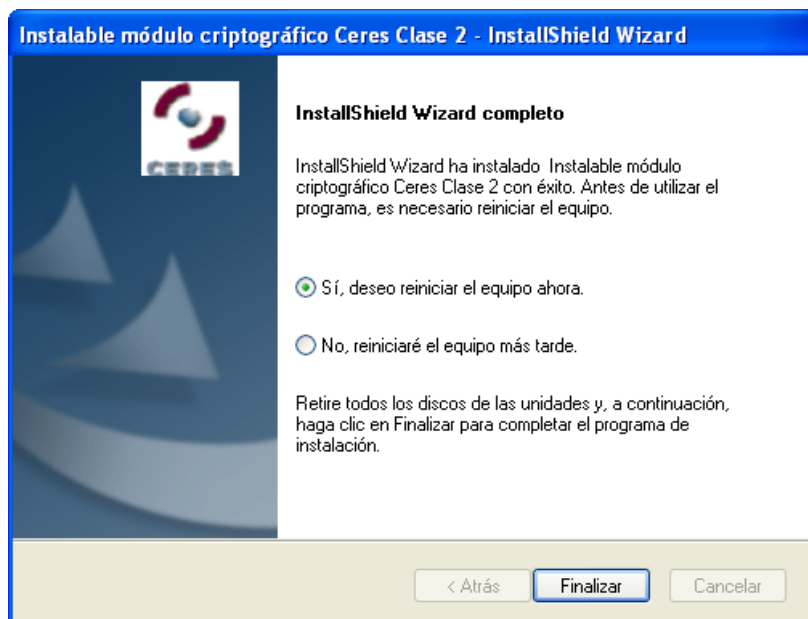 Instalable módulo criptográfico Ceres Clase 2 - InstallShield Wizard
CERES
InstallShield Wizard completo
InstallShield Wizard ha instalado Instalable módulo
criptográfico Ceres Clase 2 con éxito. Antes de utilizar el
programa, es necesario reiniciar el equipo.
Sí, deseo reiniciar el equipo ahora.
No, reiniciaré el equipo más tarde.
Retire todos los discos de las unidades y, a continuación,
haga clic en Finalizar para completar el programa de
instalación.
< Atrás
Finalizar
Cancelar